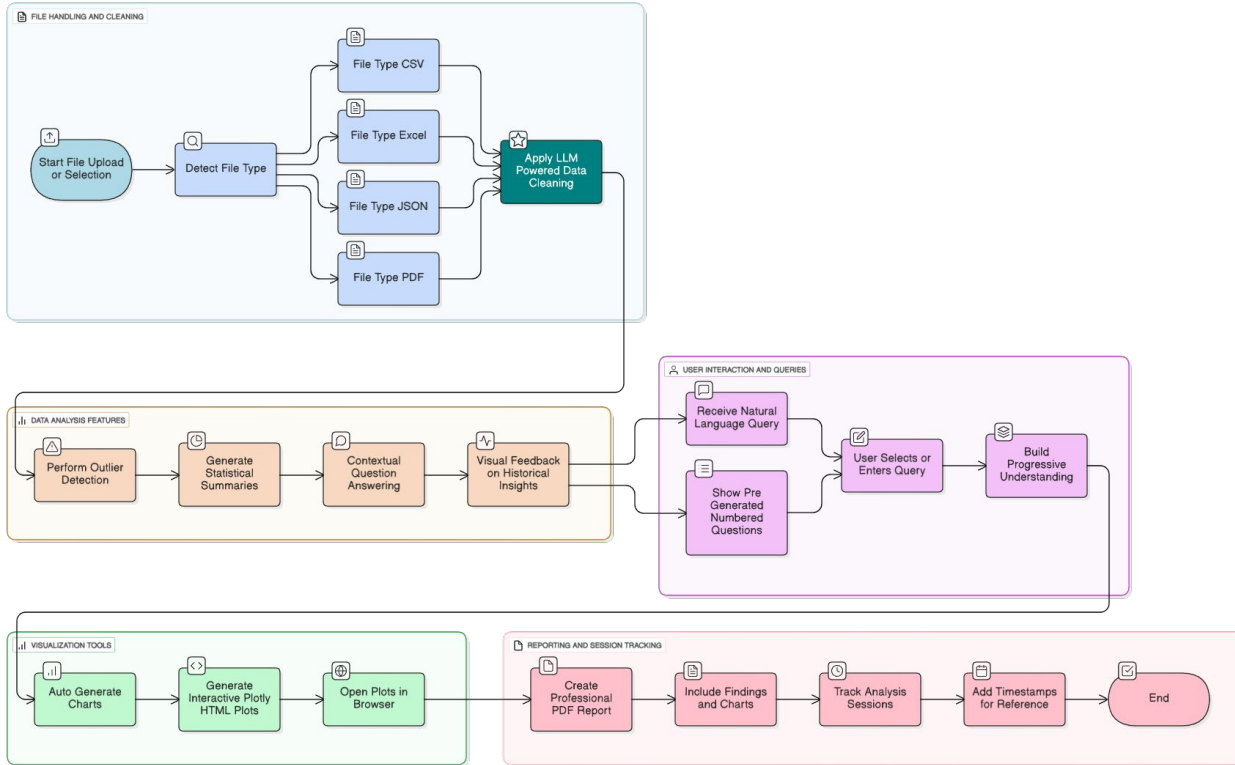 FILE HANDLING AND CLEANING
Start File Upload
or Selection
Detect File Type
File Type CSV
File Type Excel
File Type JSON
File Type PDF
Apply LLM
Powered Data
Cleaning
DATA ANALYSIS FEATURES
Perform Outlier
Detection
Generate
Statistical
Summaries
Contextual
Question
Answering
Visual Feedback
on Historical
Insights
USER INTERACTION AND QUERIES
Receive Natural
Language Query
Show Pre
Generated
Numbered
Questions
User Selects or
Enters Query
Build
Progressive
Understanding
VISUALIZATION TOOLS
Auto Generate
Charts
Generate
Interactive Plotly
HTML Plots
Open Plots in
Browser
REPORTING AND SESSION TRACKING
Create
Professional
PDF Report
Include Findings
and Charts
Track Analysis
Sessions
Add Timestamps
for Reference
End